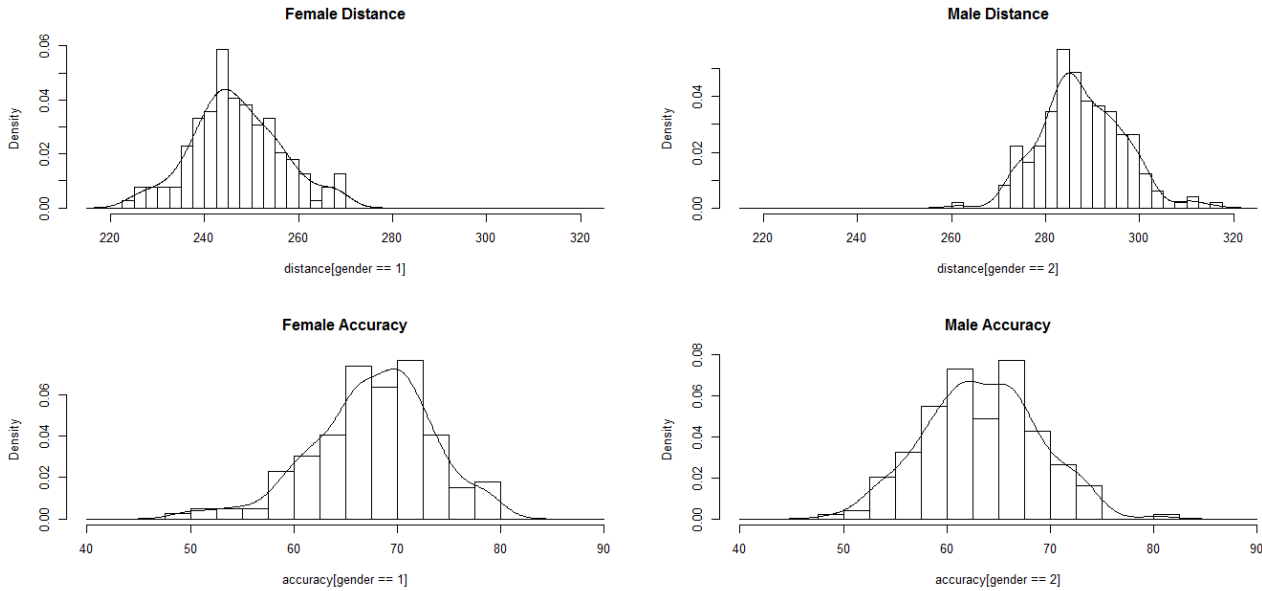 Female Distance
Density
0.00 0.02 0.04 0.06
220 240 260 280 300 320
distance[gender == 1]
Male Distance
Density
0.00 0.02 0.04
220 240 260 280 300 320
distance[gender == 2]
Female Accuracy
Density
0.00 0.02 0.04 0.06
40 50 60 70 80 90
accuracy[gender == 1]
Male Accuracy
Density
0.00 0.02 0.04 0.06 0.08
40 50 60 70 80 90
accuracy[gender == 2]